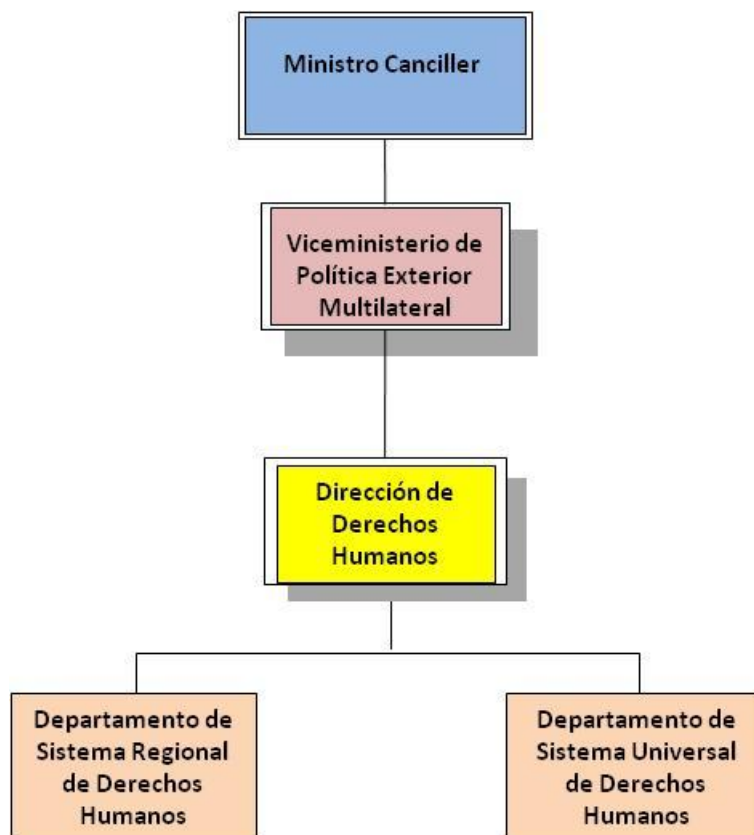 Ministro Canciller
Viceministerio de
Política Exterior
Multilateral
Dirección de
Derechos
Humanos
Departamento de
Sistema Regional
de Derechos
Humanos
Departamento de
Sistema Universal
de Derechos
Humanos